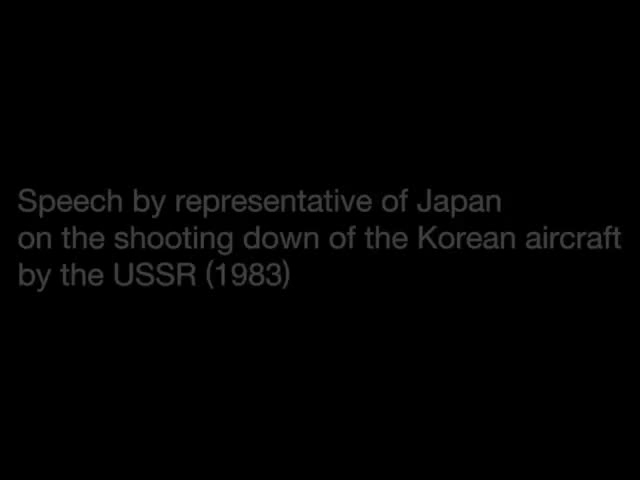 Speech by representative of Japan
on the shooting down of the Korean aircraft
by the USSR (1983)